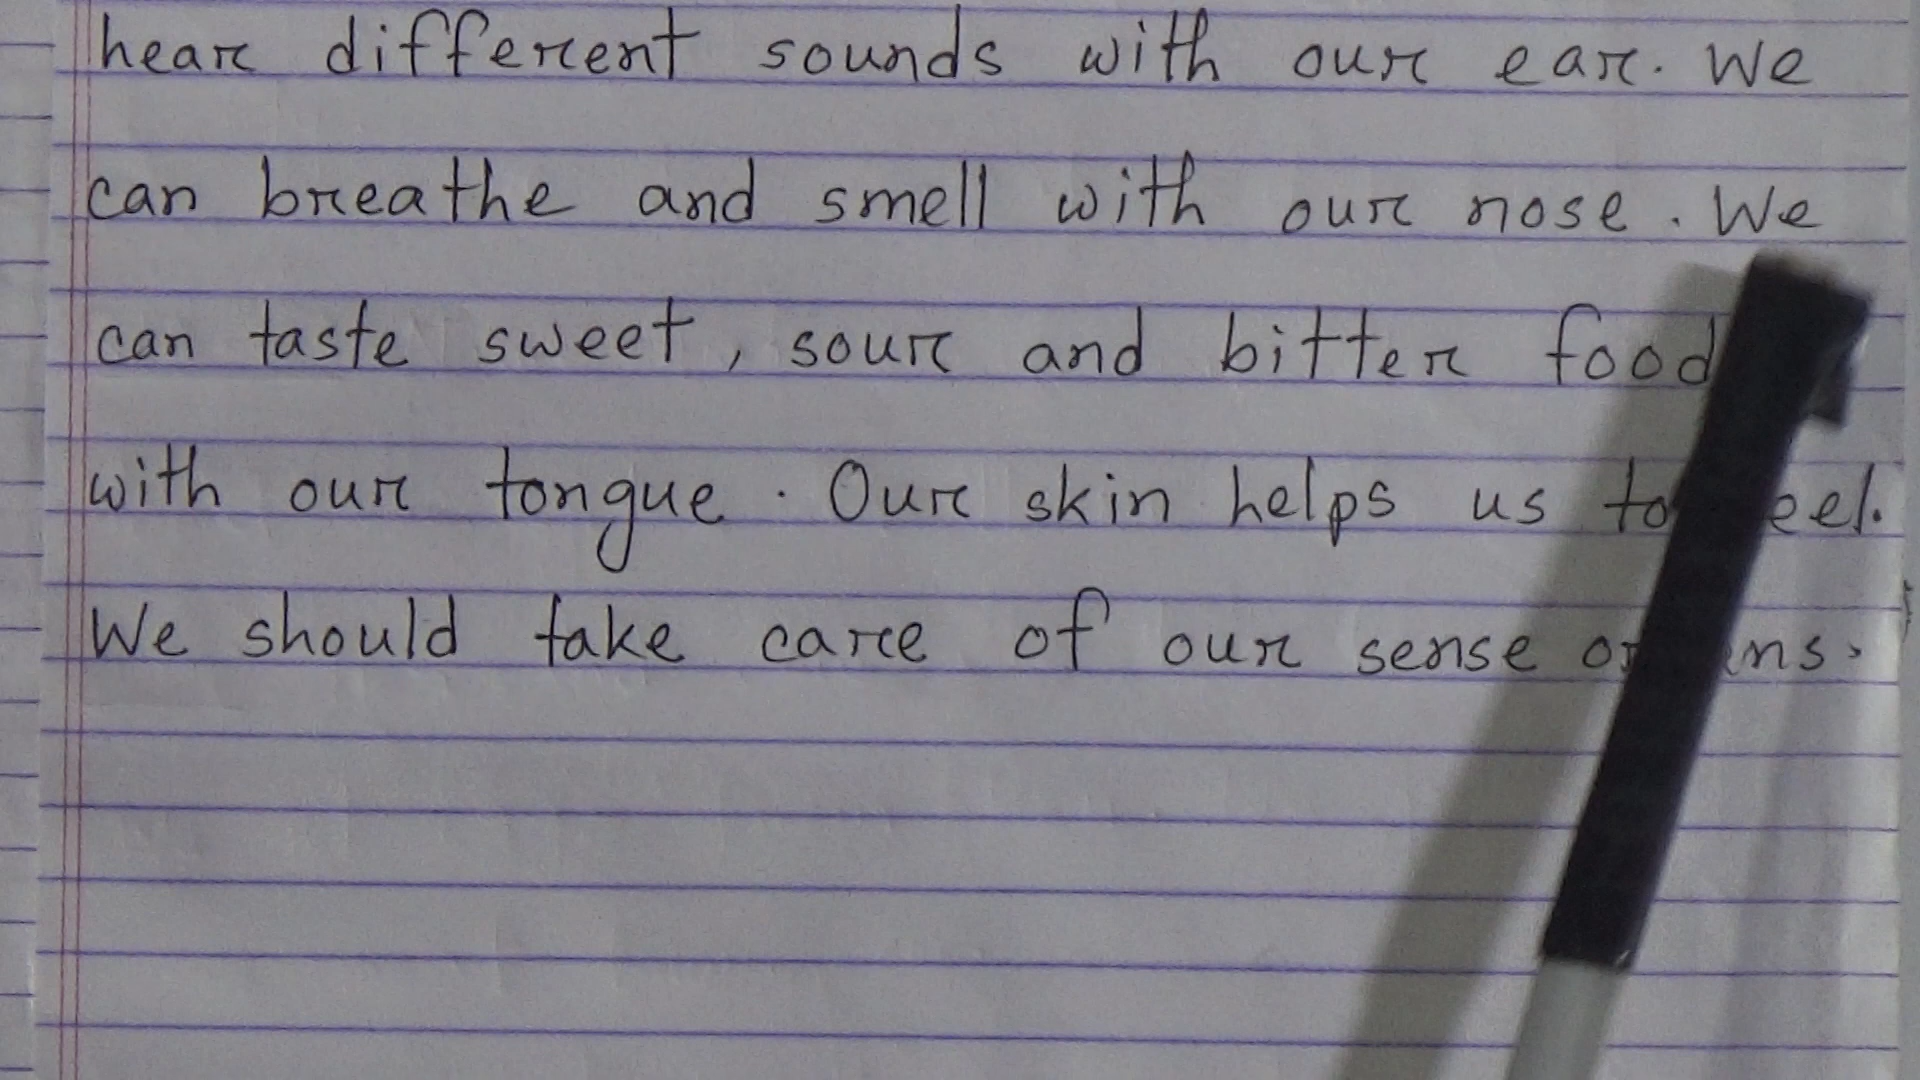 hear different sounds with our ear. We
can breathe and smell with our nose. We
can taste sweet, sour and bitter food
with our tongue. Our skin helps us to
We should take care of our sense